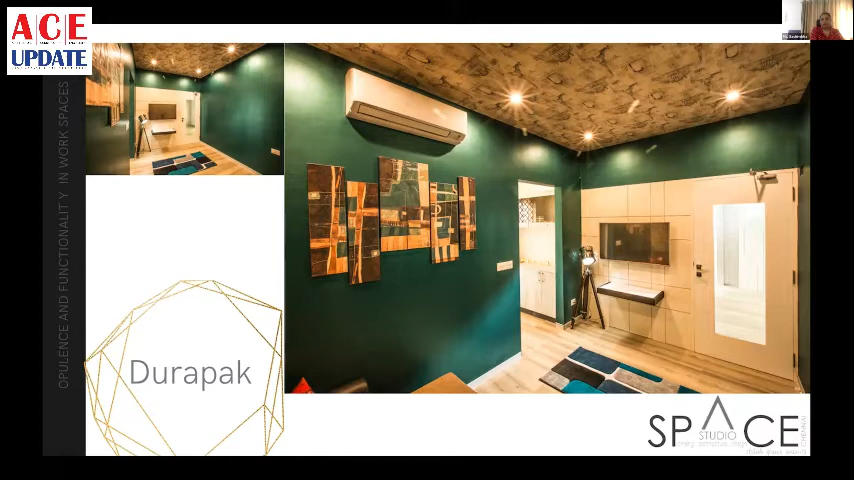 ACE
UPDATE
OPULENCE AND FUNCTIONALITY IN WORK SPACES
Durapak
SPACE
STUDIO
CHENNAI